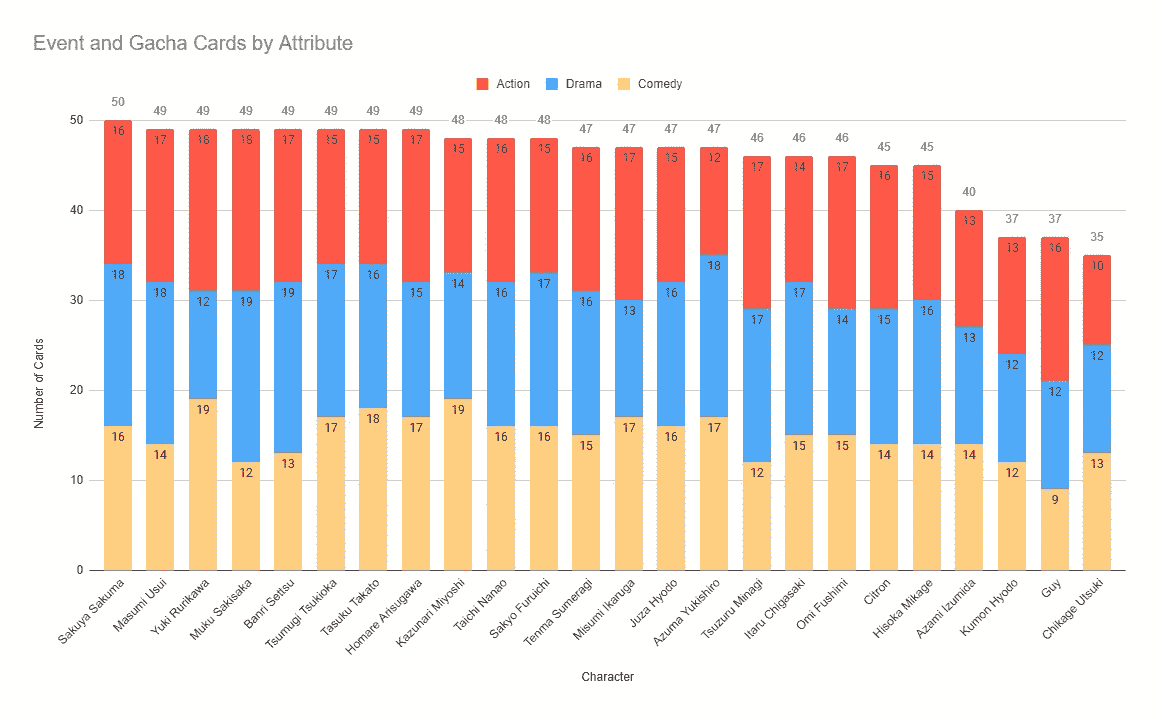 Event and Gacha Cards by Attribute
Action Drama Comedy
50 49 49 49 49 49 49 49 48 48 48 47 47 47 47 46 46 46 45 45 40 37 37 35
16 17 18 18 17 15 15 17 15 16 15 16 17 15 12 17 14 17 16 15 13 13 16 10
18 18 12 19 19 17 16 15 14 16 17 16 13 16 18 17 17 14 15 16 13 12 12 12
16 14 19 12 13 17 18 17 19 16 16 15 17 16 17 12 15 15 14 14 14 12 9 13
50
40
30
20
10
0
Number of Cards
Sakuya Sakuma
Masumi Usui
Yuki Rurikawa
Muku Sakisaka
Banri Settsu
Tsumugi Tsukioka
Tasuku Takato
Homare Arisugawa
Kazunari Miyoshi
Taichi Nanao
Sakyo Furuichi
Tenma Sumeragi
Misumi Ikaruga
Juza Hyodo
Azuma Yukishiro
Tsuzuru Minagi
Itaru Chigasaki
Omi Fushimi
Citron
Hisoka Mikage
Azami Izumida
Kumon Hyodo
Guy
Chikage Utsuki
Character